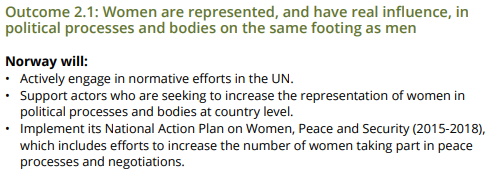 Outcome 2.1: Women are represented, and have real influence, in
political processes and bodies on the same footing as men
Norway will:
• Actively engage in normative efforts in the UN.
• Support actors who are seeking to increase the representation of women in
political processes and bodies at country level.
• Implement its National Action Plan on Women, Peace and Security (2015-2018),
which includes efforts to increase the number of women taking part in peace
processes and negotiations.